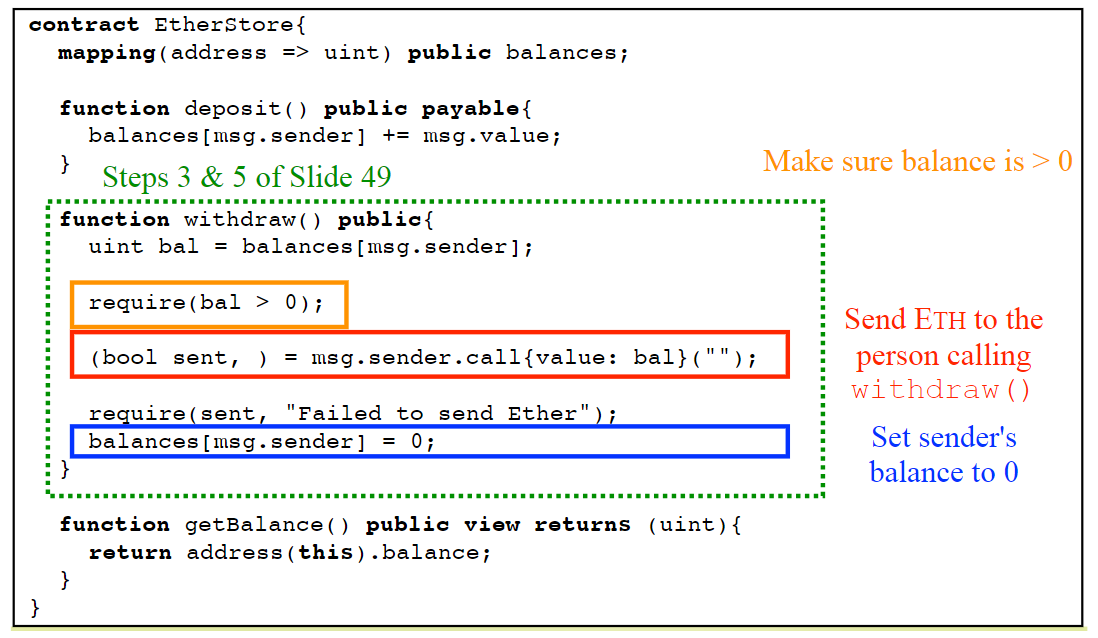 contract EtherStore{
mapping(address => uint) public balances;
function deposit() public payable{
balances[msg.sender] += msg.value;
}
Steps 3 & 5 of Slide 49
Make sure balance is > 0
function withdraw() public{
uint bal = balances[msg.sender];
require(bal > 0);
(bool sent, ) = msg.sender.call{value: bal}("");
require(sent, "Failed to send Ether");
balances[msg.sender] = 0;
}
Send ETH to the
person calling
withdraw()
Set sender's
balance to 0
function getBalance() public view returns (uint){
return address(this).balance;
}
}